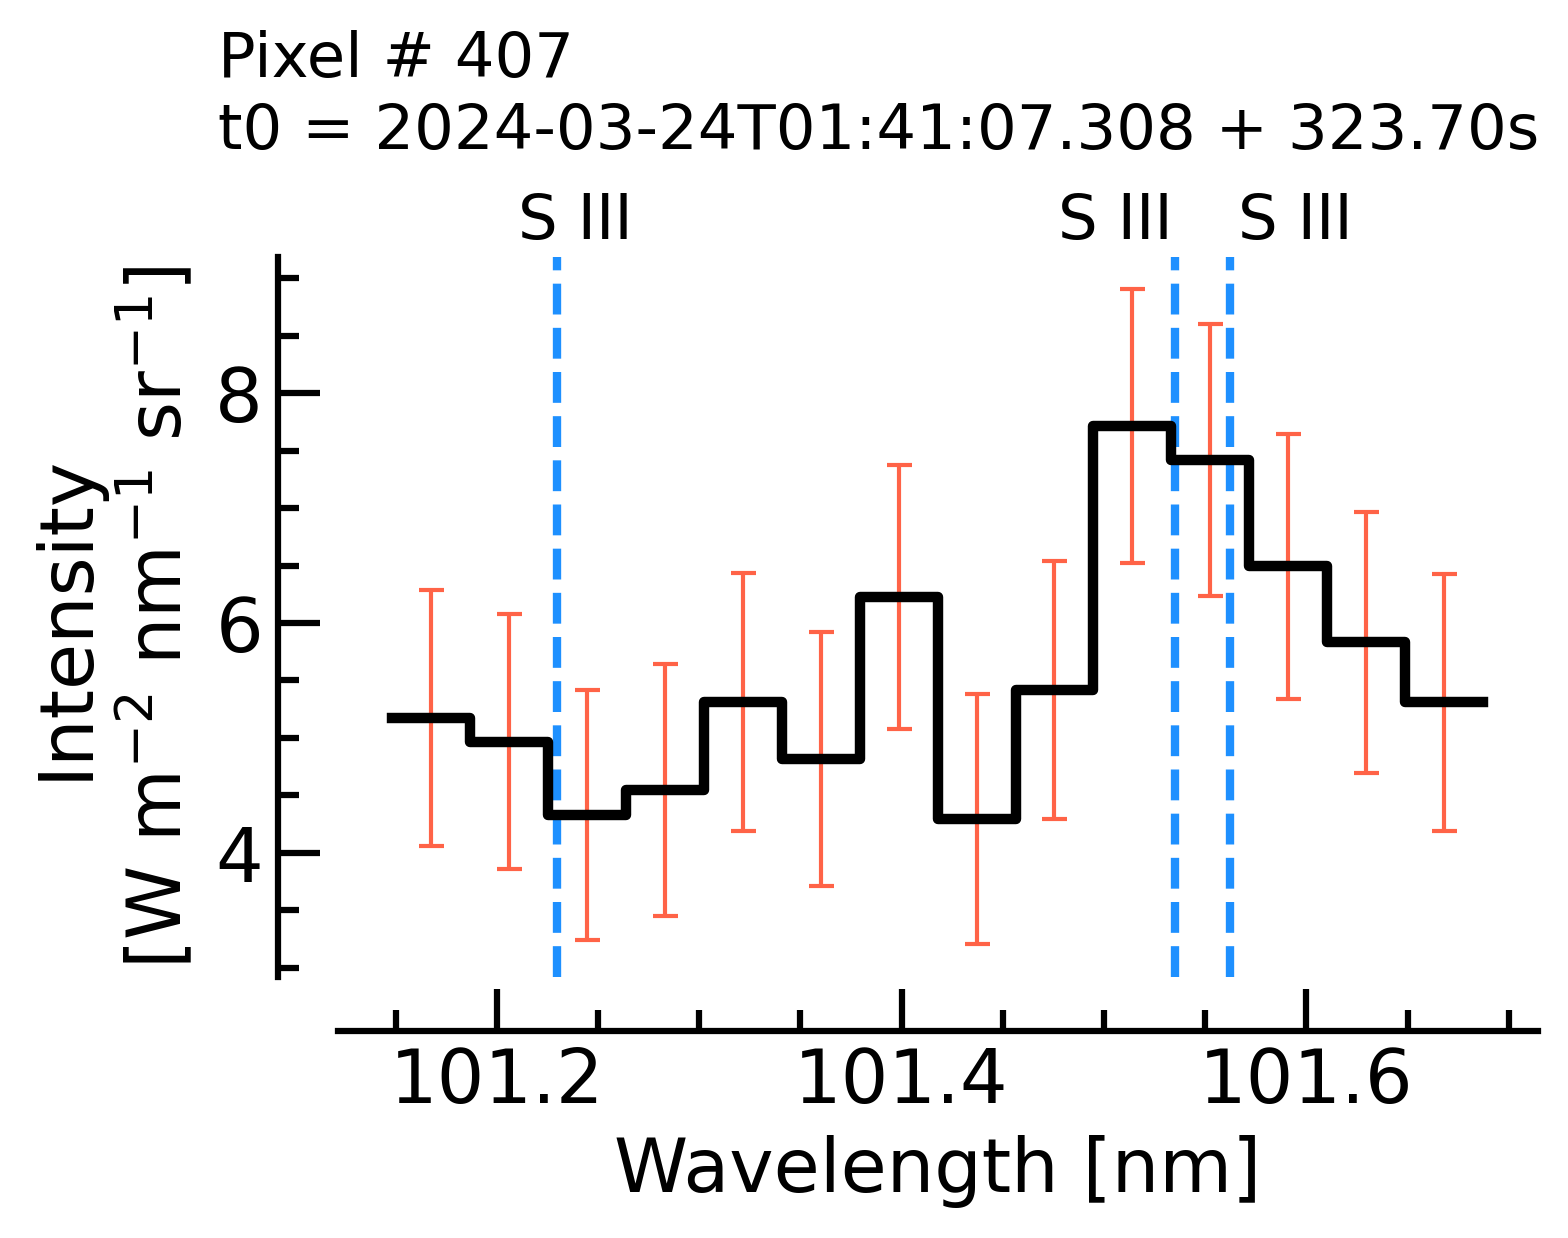 Pixel # 407
t0 = 2024-03-24T01:41:07.308 + 323.70s
S III S III S III
Intensity
[W m⁻² nm⁻¹ sr⁻¹]
8
6
4
101.2 101.4 101.6
Wavelength [nm]